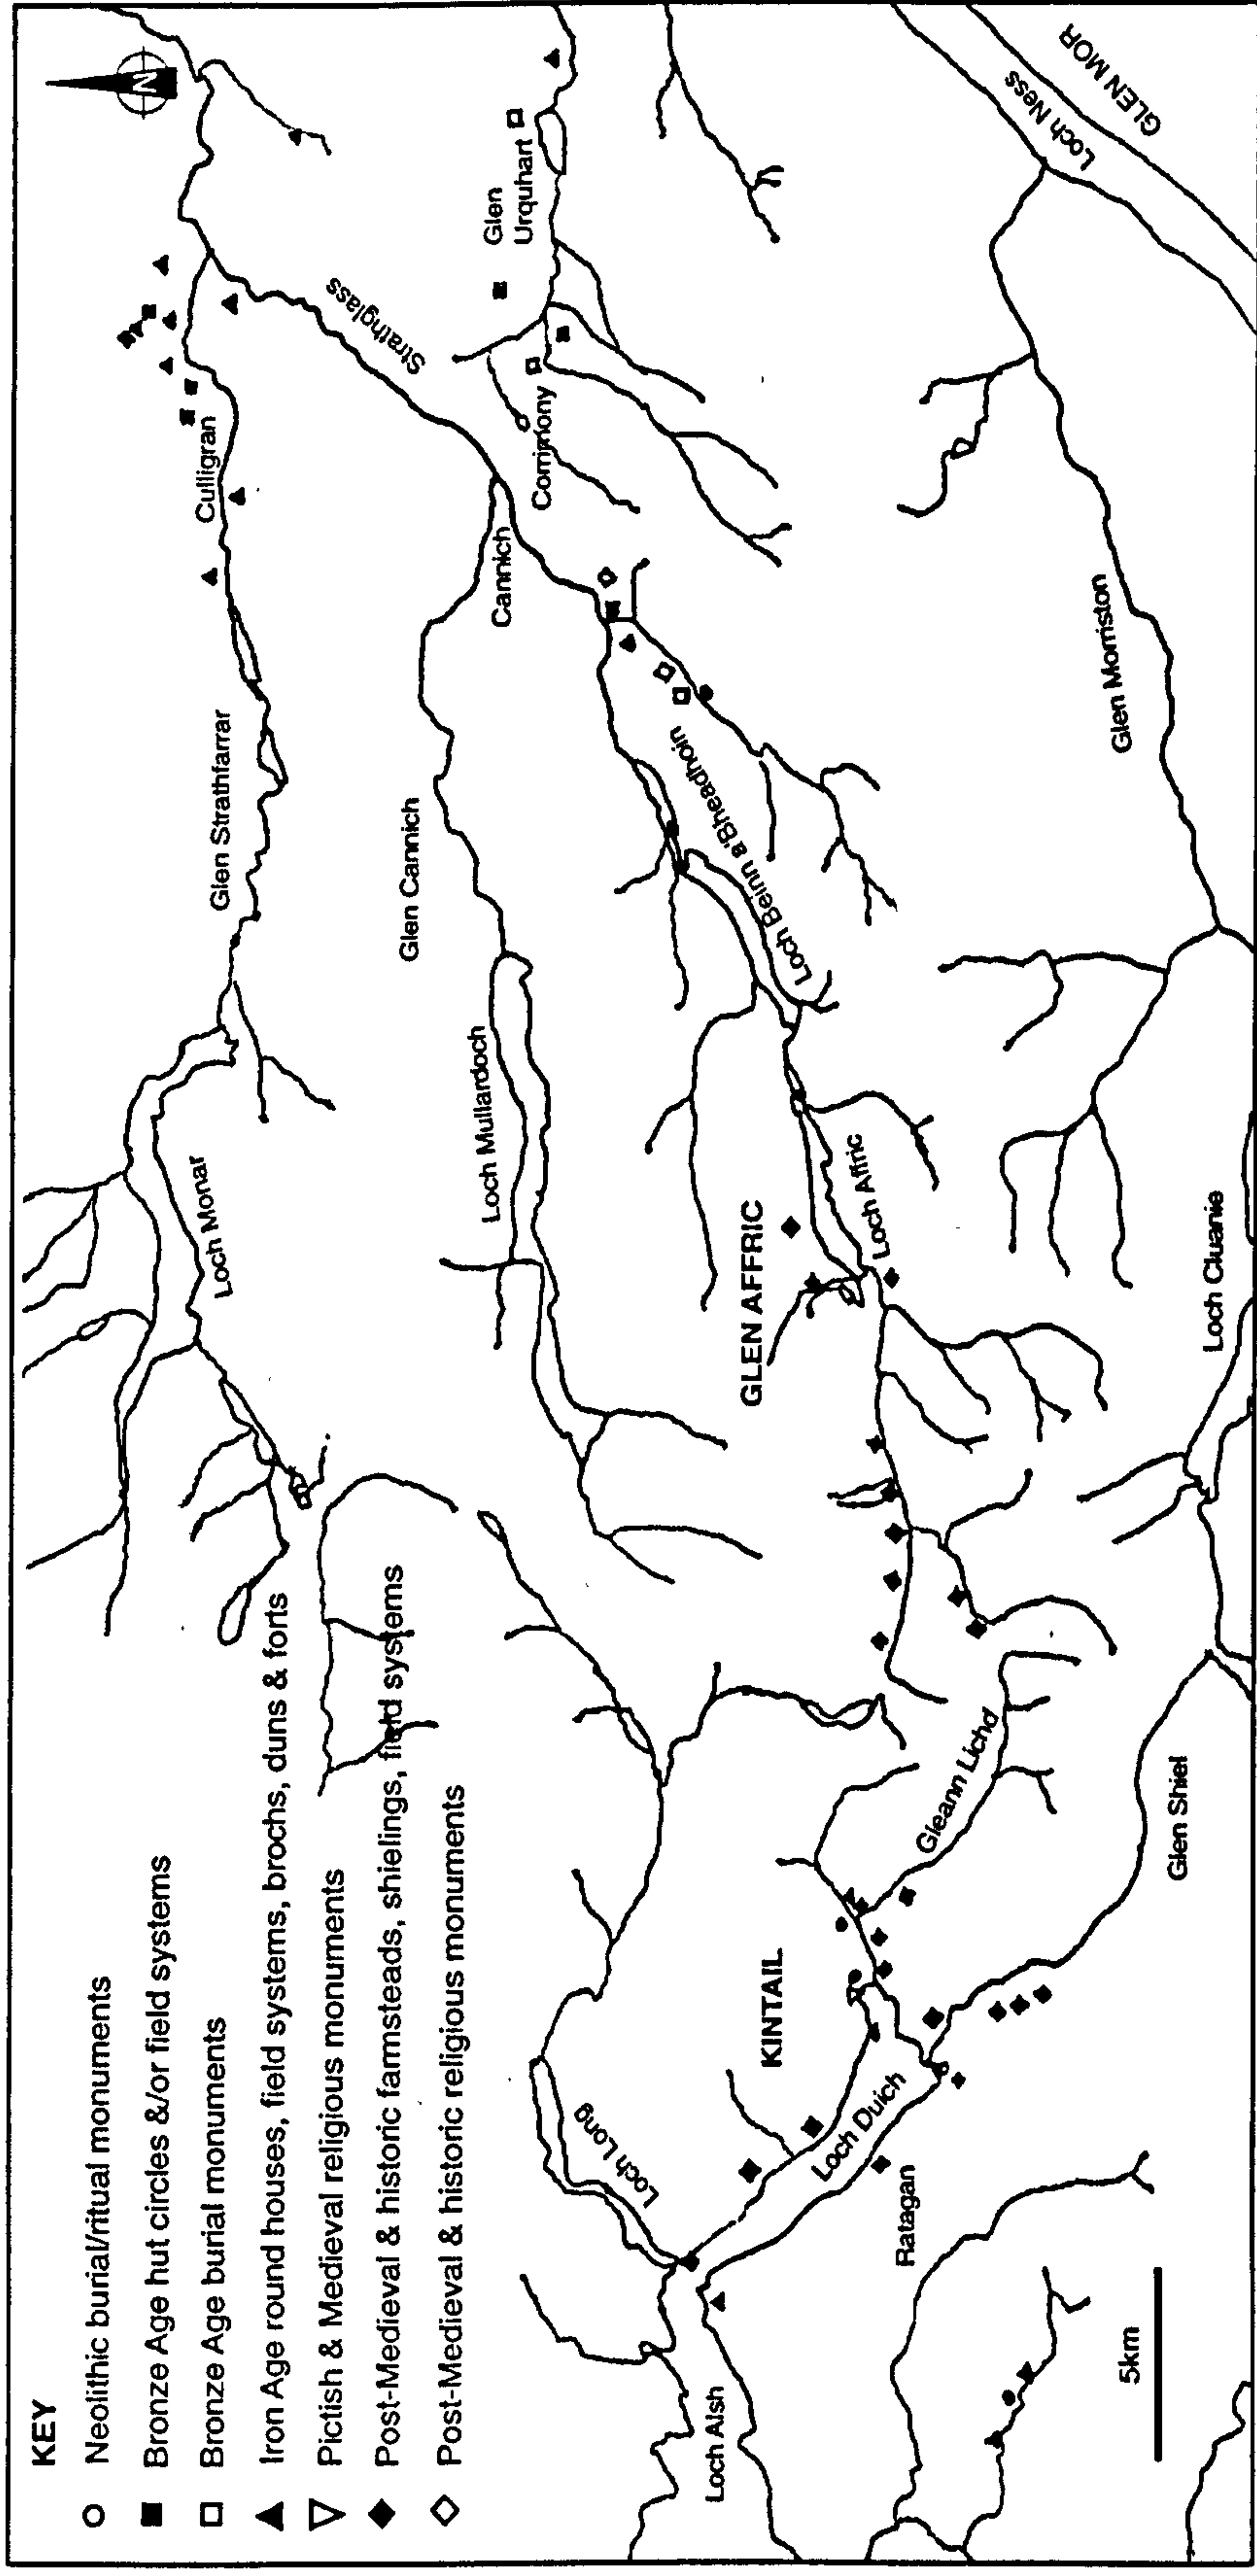 KEY
Neolithic burial/ritual monuments
Bronze Age hut circles &/or field systems
Bronze Age burial monuments
Iron Age round houses, field systems, brochs, duns & forts
Pictish & Medieval religious monuments
Post-Medieval & historic farmsteads, shielings, field systems
Post-Medieval & historic religious monuments
N
Loch Monar
Glen Strathfarrar
Culligran
Strathglass
Glen
Urquhart
Corrimony
Cannich
Glen Cannich
Loch Mullardoch
Loch Beinn a'Bheadhoin
GLEN AFFRIC
Loch Affric
Loch Long
KINTAIL
Loch Duich
Gleann Lichd
Loch Alsh
Ratagan
Glen Shiel
Loch Cluanie
Glen Morriston
Loch Ness
GLEN MOR
5km